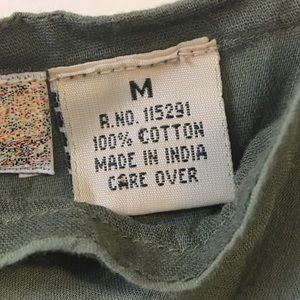 M
R.NO. 115291
100% COTTON
MADE IN INDIA
CARE OVER